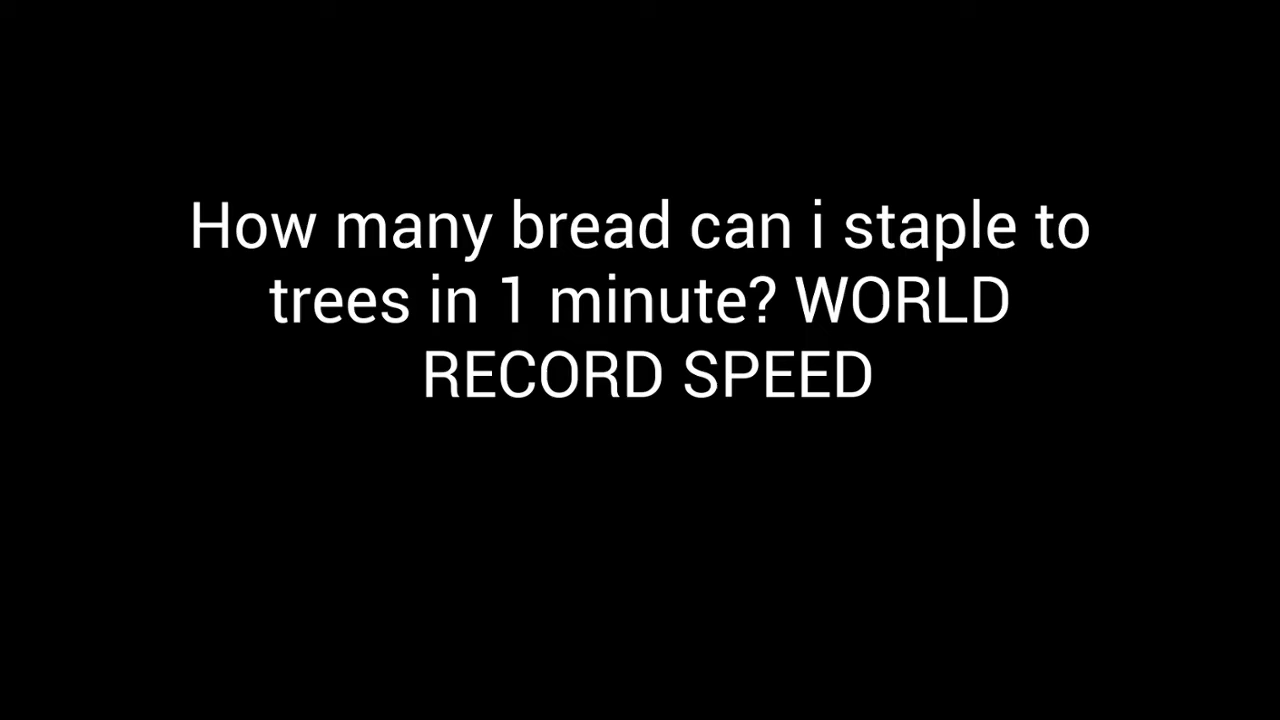 How many bread can i staple to
trees in 1 minute? WORLD
RECORD SPEED